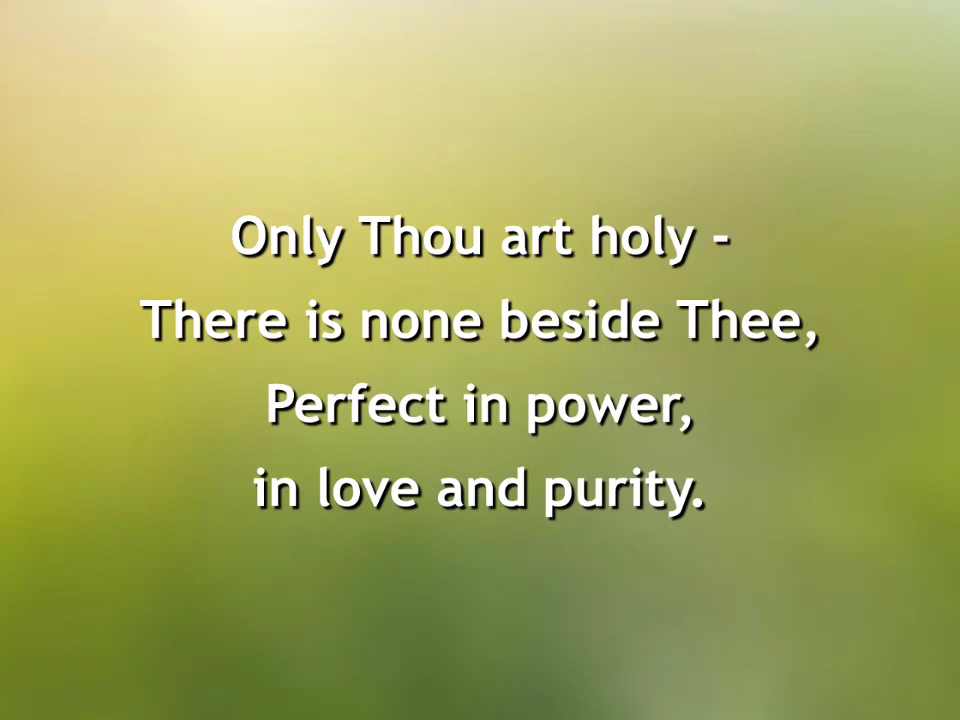 Only Thou art holy -
There is none beside Thee,
Perfect in power,
in love and purity.